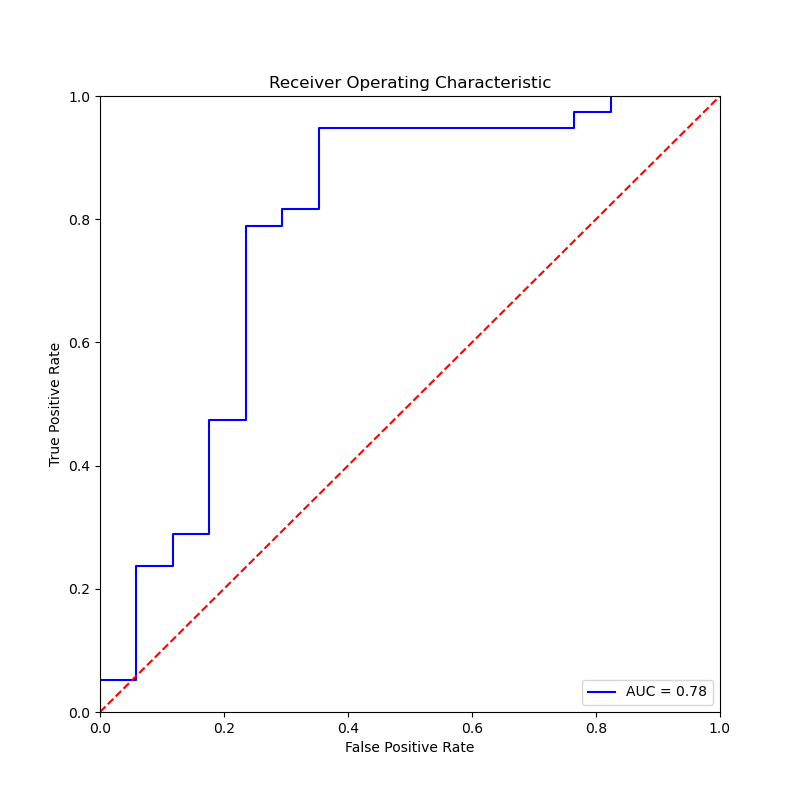 Receiver Operating Characteristic
1.0
0.8
0.6
0.4
0.2
0.0
True Positive Rate
AUC = 0.78
0.0 0.2 0.4 0.6 0.8 1.0
False Positive Rate